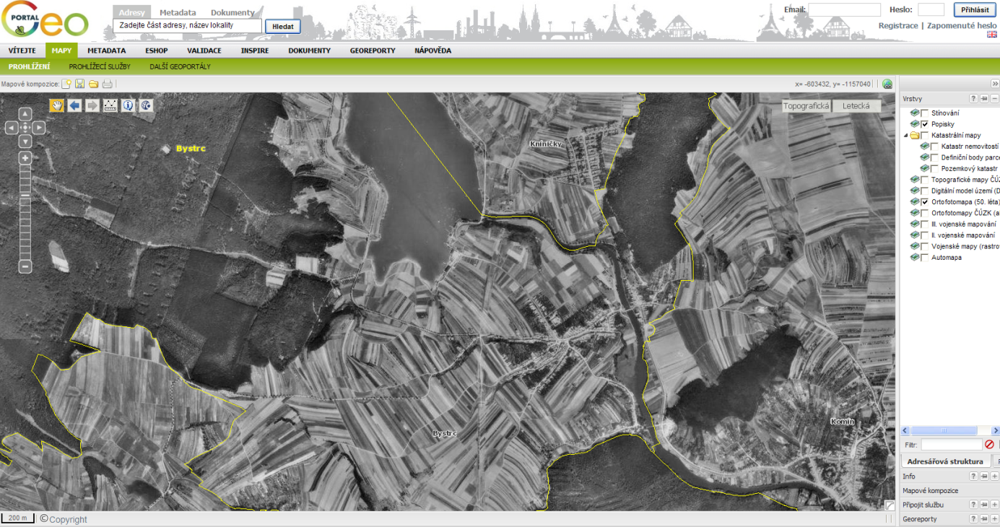 PORTAL
Geo
Adresy Metadata Dokumenty
Zadejte část adresy, název lokality
Hledat
Email:
Heslo:
Přihlásit
Registrace | Zapomenuté heslo
VÍTEJTE MAPY METADATA ESHOP VALIDACE INSPIRE DOKUMENTY GEOREPORTY NÁPOVĚDA
PROHLÍŽENÍ PROHLÍŽECÍ SLUŽBY DALŠÍ GEOPORTÁLY
Mapové kompozice:
x= -603432, y= -1157040
Topografická Letecká
Bystrc
Kníničky
Bystrc
Komín
200 m
©Copyright
Vrstvy
Stínování
Popisky
Katastrální mapy
Katastr nemovitostí
Definiční body parce
Pozemkový katastr
Topografické mapy ČÚZ
Digitální model území (D
Ortofotomapa (50. léta)
Ortofotomapy ČÚZK (a
III. vojenské mapování
II. vojenské mapování
Vojenské mapy (rastro
Automapa
Filtr:
Adresářová struktura
Info
Mapové kompozice
Připojit službu
Georeporty